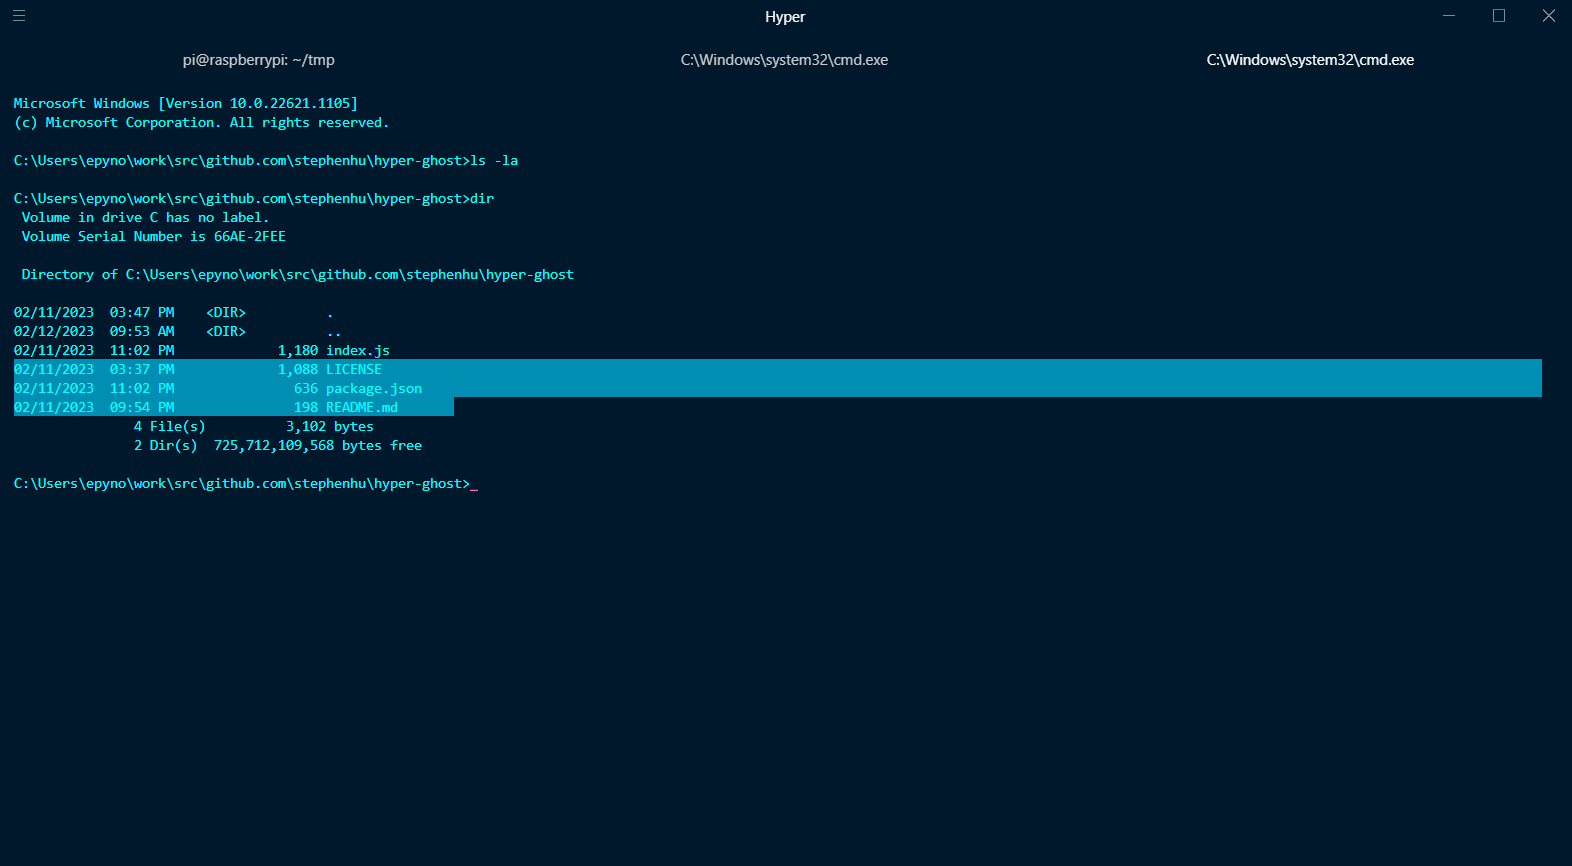 Hyper
pi@raspberrypi: ~/tmp C:\Windows\system32\cmd.exe C:\Windows\system32\cmd.exe
Microsoft Windows [Version 10.0.22621.1105]
(c) Microsoft Corporation. All rights reserved.
C:\Users\epyno\work\src\github.com\stephenhu\hyper-ghost>ls -la
C:\Users\epyno\work\src\github.com\stephenhu\hyper-ghost>dir
 Volume in drive C has no label.
 Volume Serial Number is 66AE-2FEE
 Directory of C:\Users\epyno\work\src\github.com\stephenhu\hyper-ghost
02/11/2023  03:47 PM    <DIR>          .
02/12/2023  09:53 AM    <DIR>          ..
02/11/2023  11:02 PM             1,180 index.js
02/11/2023  03:37 PM             1,088 LICENSE
02/11/2023  11:02 PM               636 package.json
02/11/2023  09:54 PM               198 README.md
               4 File(s)          3,102 bytes
               2 Dir(s)  725,712,109,568 bytes free
C:\Users\epyno\work\src\github.com\stephenhu\hyper-ghost>_